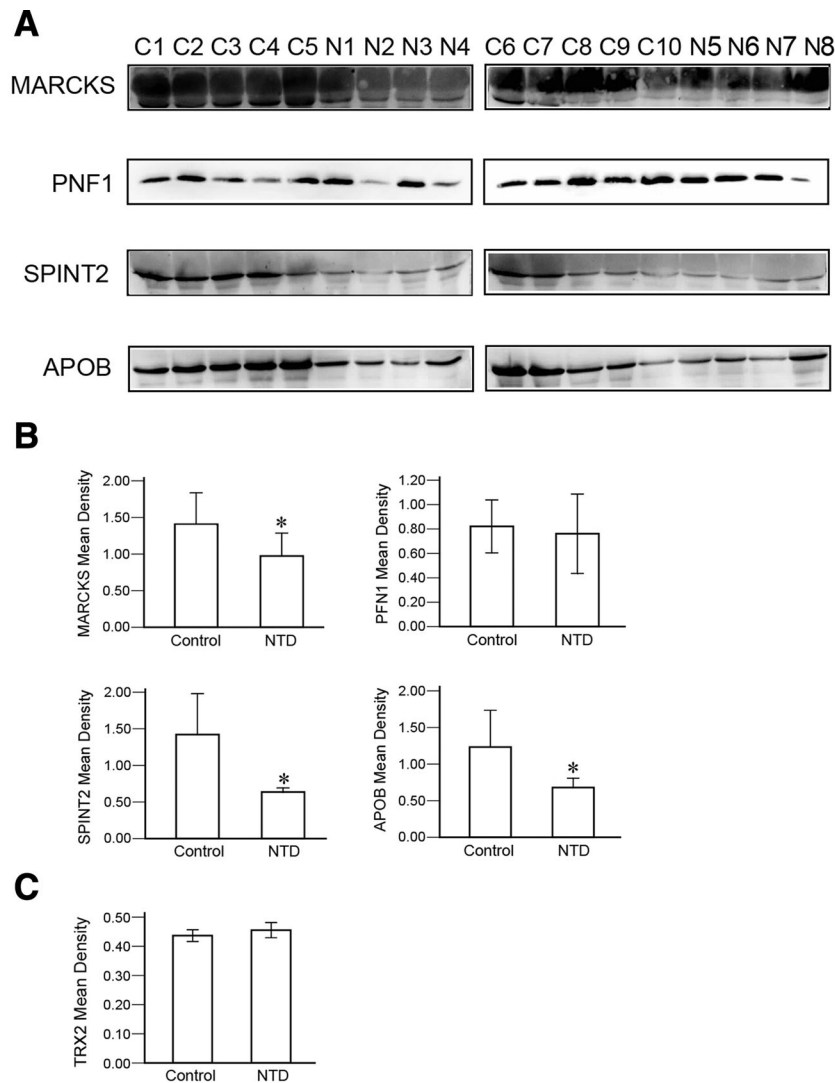 A
C1 C2 C3 C4 C5 N1 N2 N3 N4 C6 C7 C8 C9 C10 N5 N6 N7 N8
MARCKS
PNF1
SPINT2
APOB
B
MARCKS Mean Density
2.00
1.50
1.00
0.50
0.00
*
Control NTD
PFN1 Mean Density
1.20
1.00
0.80
0.60
0.40
0.20
0.00
Control NTD
SPINT2 Mean Density
2.00
1.50
1.00
0.50
0.00
*
Control NTD
APOB Mean Density
2.00
1.50
1.00
0.50
0.00
*
Control NTD
C
TRX2 Mean Density
0.50
0.40
0.30
0.20
0.10
0.00
Control NTD